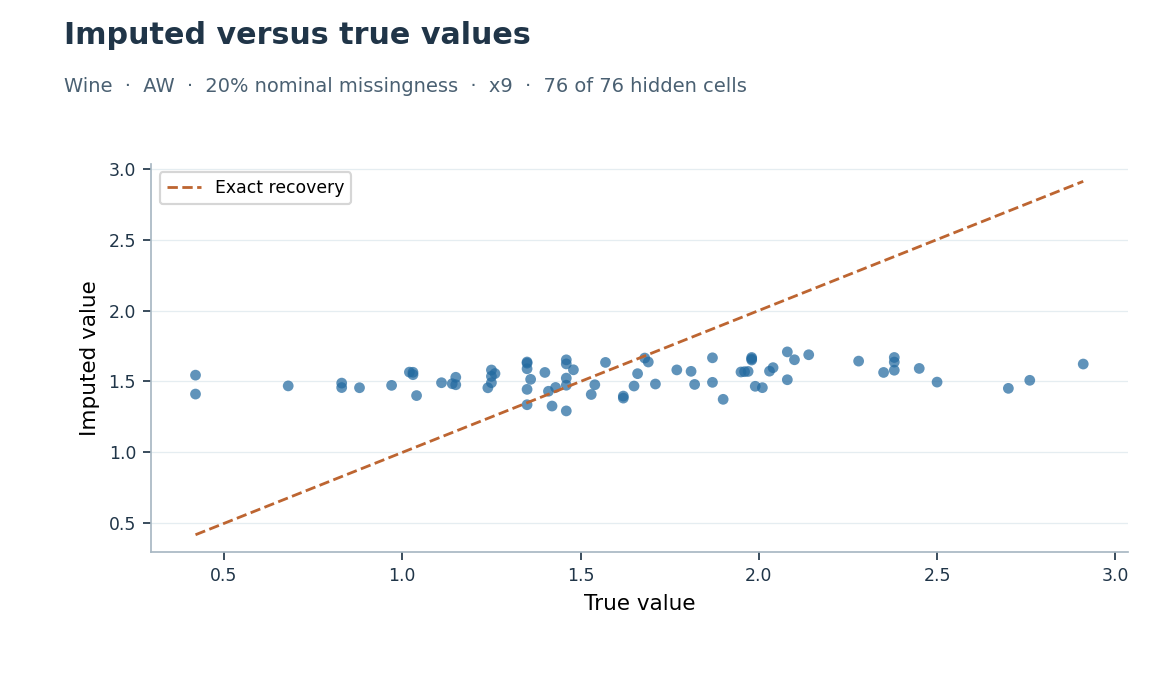 Imputed versus true values
Wine · AW · 20% nominal missingness · x9 · 76 of 76 hidden cells
Exact recovery
3.0
2.5
2.0
1.5
1.0
0.5
Imputed value
0.5 1.0 1.5 2.0 2.5 3.0
True value